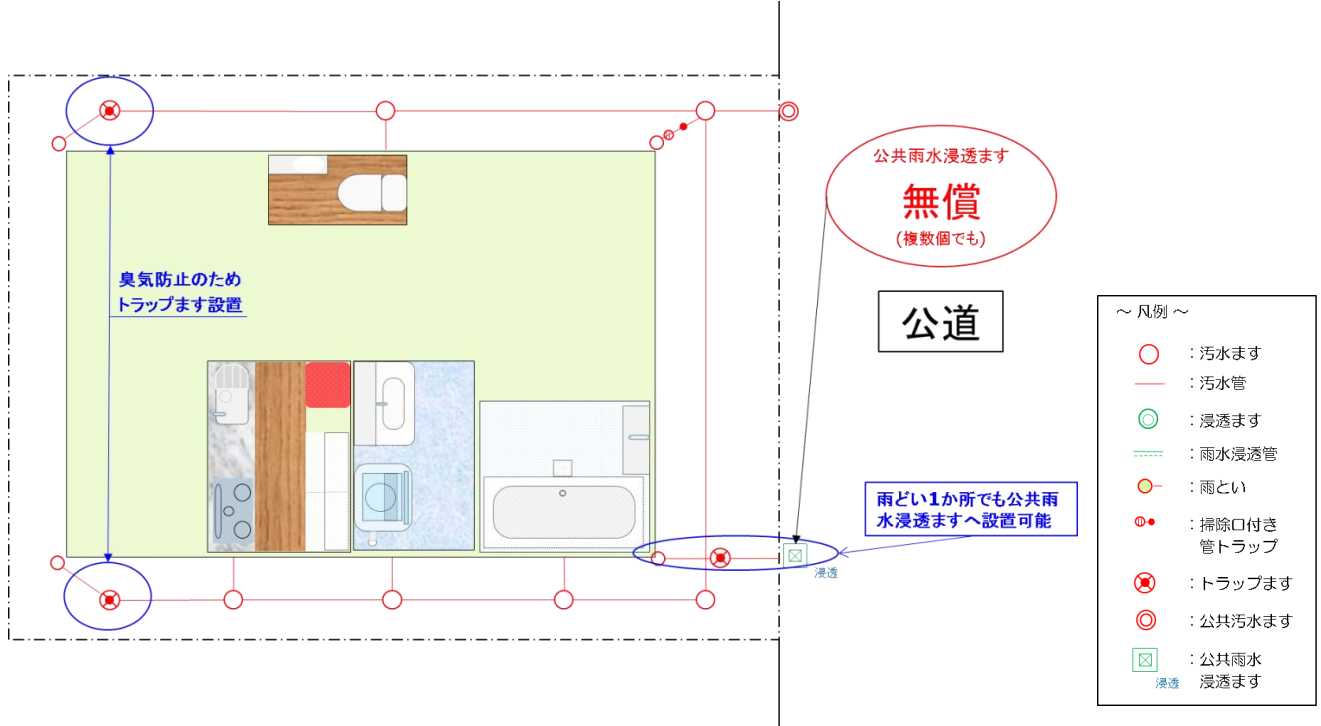 公共雨水浸透ます
無償
(複数個でも)
臭気防止のため
トラップます設置
公道
雨どい1か所でも公共雨
水浸透ますへ設置可能
浸透
～ 凡例 ～
：汚水ます
：汚水管
：浸透ます
：雨水浸透管
：雨とい
：掃除口付き
管トラップ
：トラップます
：公共汚水ます
：公共雨水
浸透ます
浸透